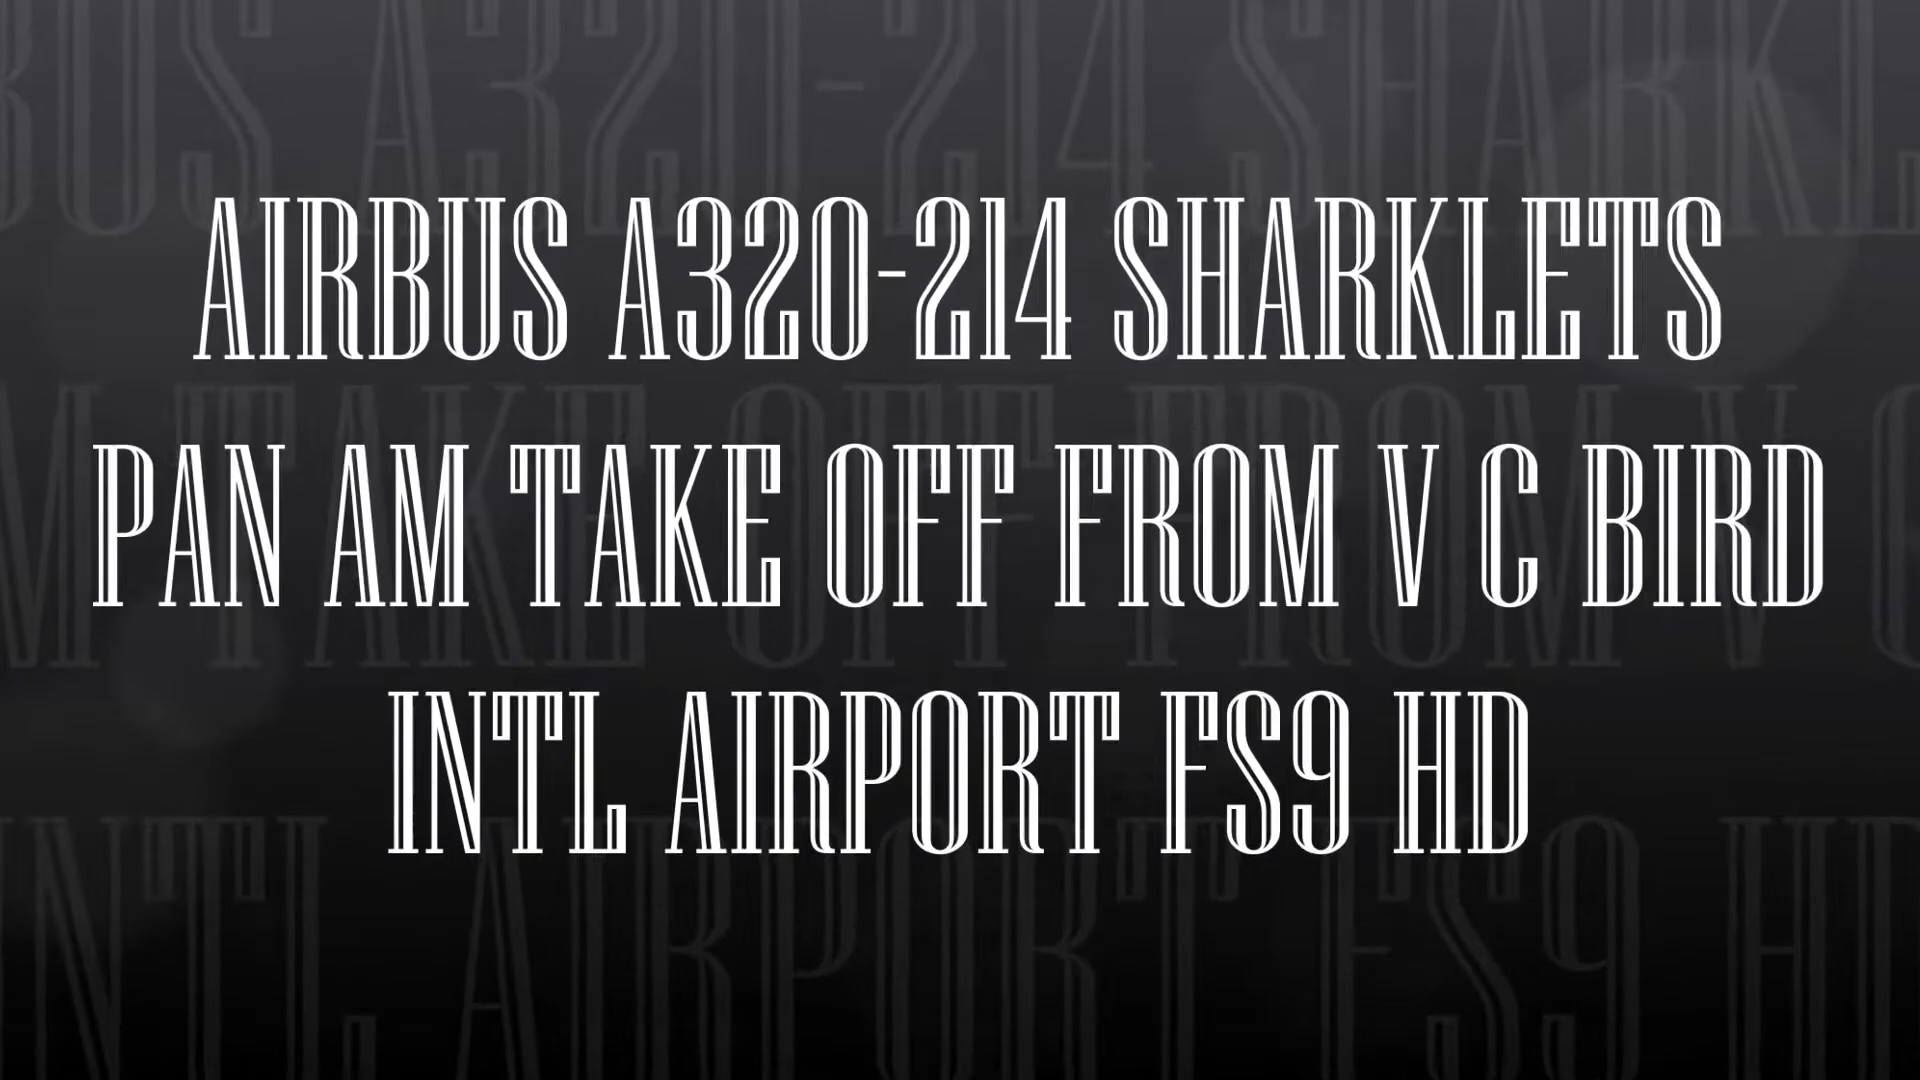 AIRBUS A320-214 SHARKLETS
PAN AM TAKE OFF FROM V C BIRD
INTL AIRPORT FS9 HD